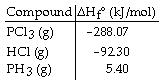 Compound ΔHf° (kJ/mol)
PCl₃ (g) −288.07
HCl (g) −92.30
PH₃ (g) 5.40